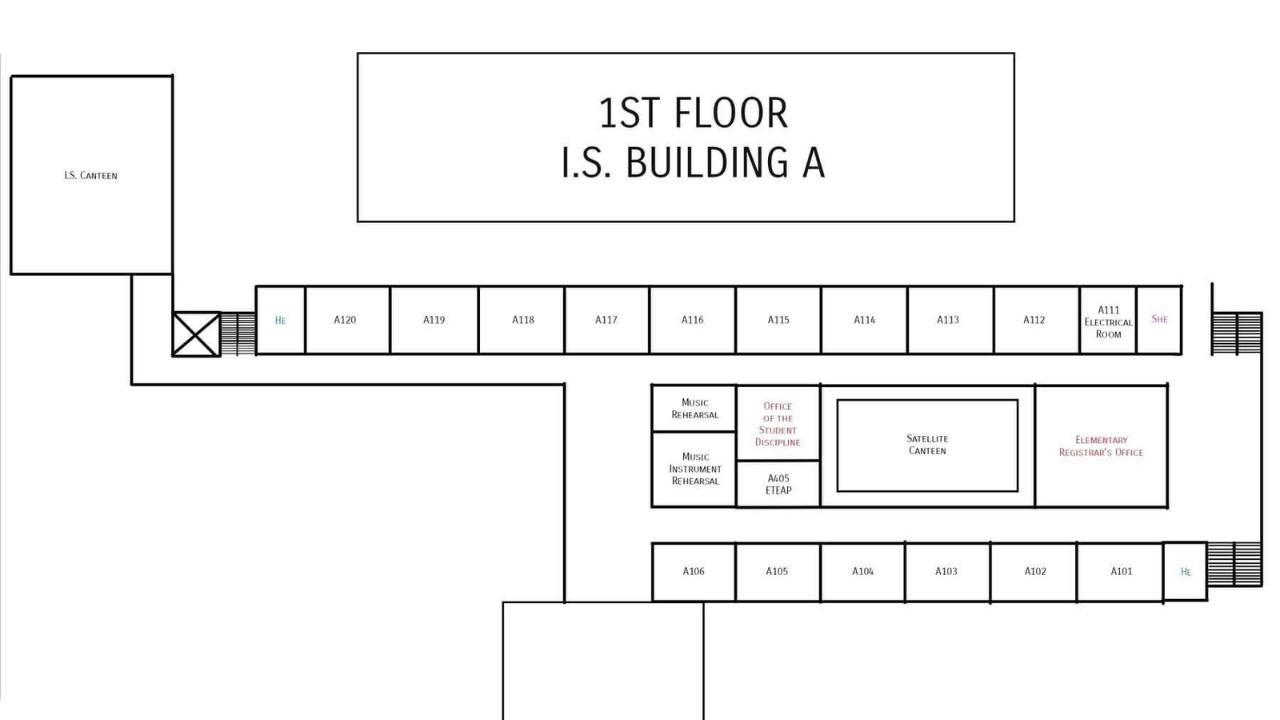 1ST FLOOR
I.S. BUILDING A
I.S. CANTEEN
HE
A120
A119
A118
A117
A116
A115
A114
A113
A112
A111
ELECTRICAL
ROOM
SHE
MUSIC
REHEARSAL
MUSIC
INSTRUMENT
REHEARSAL
OFFICE
OF THE
STUDENT
DISCIPLINE
A405
ETEAP
SATELLITE
CANTEEN
ELEMENTARY
REGISTRAR'S OFFICE
A106
A105
A104
A103
A102
A101
HE